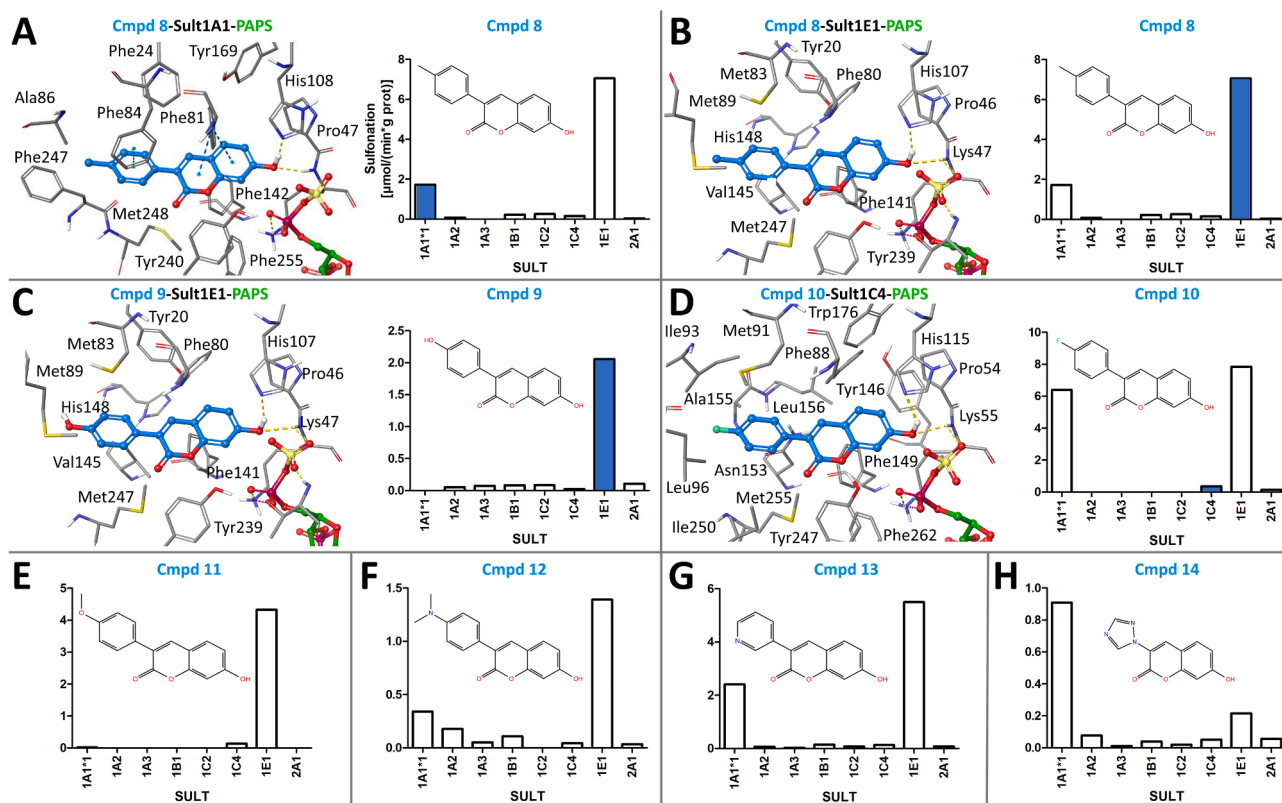 A
Cmpd 8-Sult1A1-PAPS
Phe24
Tyr169
His108
Ala86
Phe84
Phe81
Pro47
Phe247
Phe142
Met248
Tyr240
Phe255
Cmpd 8
Sulfonation
[µmol/(min*g prot)]
8
6
4
2
0
O
O
OH
1A1*1
1A2
1A3
1B1
1C2
1C4
1E1
2A1
SULT
B
Cmpd 8-Sult1E1-PAPS
Tyr20
Met83
Phe80
His107
Met89
Pro46
His148
Lys47
Val145
Phe141
Met247
Tyr239
Cmpd 8
8
6
4
2
0
O
O
OH
1A1*1
1A2
1A3
1B1
1C2
1C4
1E1
2A1
SULT
C
Cmpd 9-Sult1E1-PAPS
Tyr20
Met83
Phe80
His107
Met89
Pro46
His148
Lys47
Val145
Phe141
Met247
Tyr239
Cmpd 9
2.5
2.0
1.5
1.0
0.5
0.0
HO
O
O
OH
1A1*1
1A2
1A3
1B1
1C2
1C4
1E1
2A1
SULT
D
Cmpd 10-Sult1C4-PAPS
Trp176
Ile93
Met91
His115
Phe88
Pro54
Tyr146
Ala155
Leu156
Lys55
Asn153
Phe149
Leu96
Met255
Ile250
Tyr247
Phe262
Cmpd 10
10
8
6
4
2
0
F
O
O
OH
1A1*1
1A2
1A3
1B1
1C2
1C4
1E1
2A1
SULT
E
Cmpd 11
5
4
3
2
1
0
O
O
O
OH
1A1*1
1A2
1A3
1B1
1C2
1C4
1E1
2A1
SULT
F
Cmpd 12
1.5
1.0
0.5
0.0
N
O
O
OH
1A1*1
1A2
1A3
1B1
1C2
1C4
1E1
2A1
SULT
G
Cmpd 13
6
4
2
0
N
O
O
OH
1A1*1
1A2
1A3
1B1
1C2
1C4
1E1
2A1
SULT
H
Cmpd 14
1.0
0.8
0.6
0.4
0.2
0.0
N
N
N
O
O
OH
1A1*1
1A2
1A3
1B1
1C2
1C4
1E1
2A1
SULT